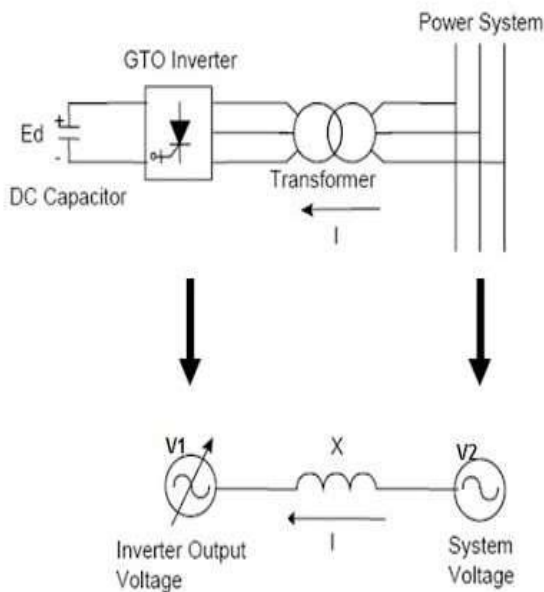 Power System
GTO Inverter
Ed
+
-
DC Capacitor
Transformer
I
V1
X
V2
I
Inverter Output
Voltage
System
Voltage